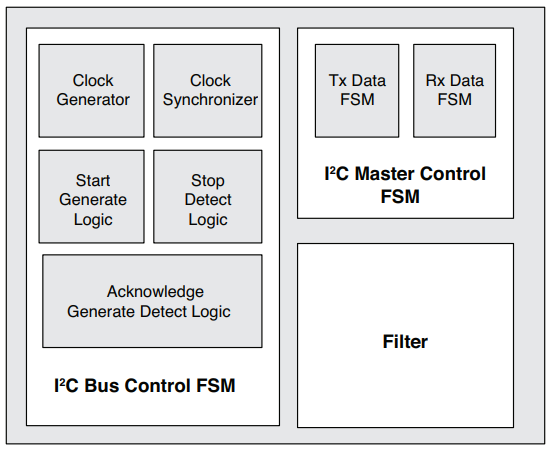 Clock
Generator
Clock
Synchronizer
Start
Generate
Logic
Stop
Detect
Logic
Acknowledge
Generate Detect Logic
I²C Bus Control FSM
Tx Data
FSM
Rx Data
FSM
I²C Master Control
FSM
Filter